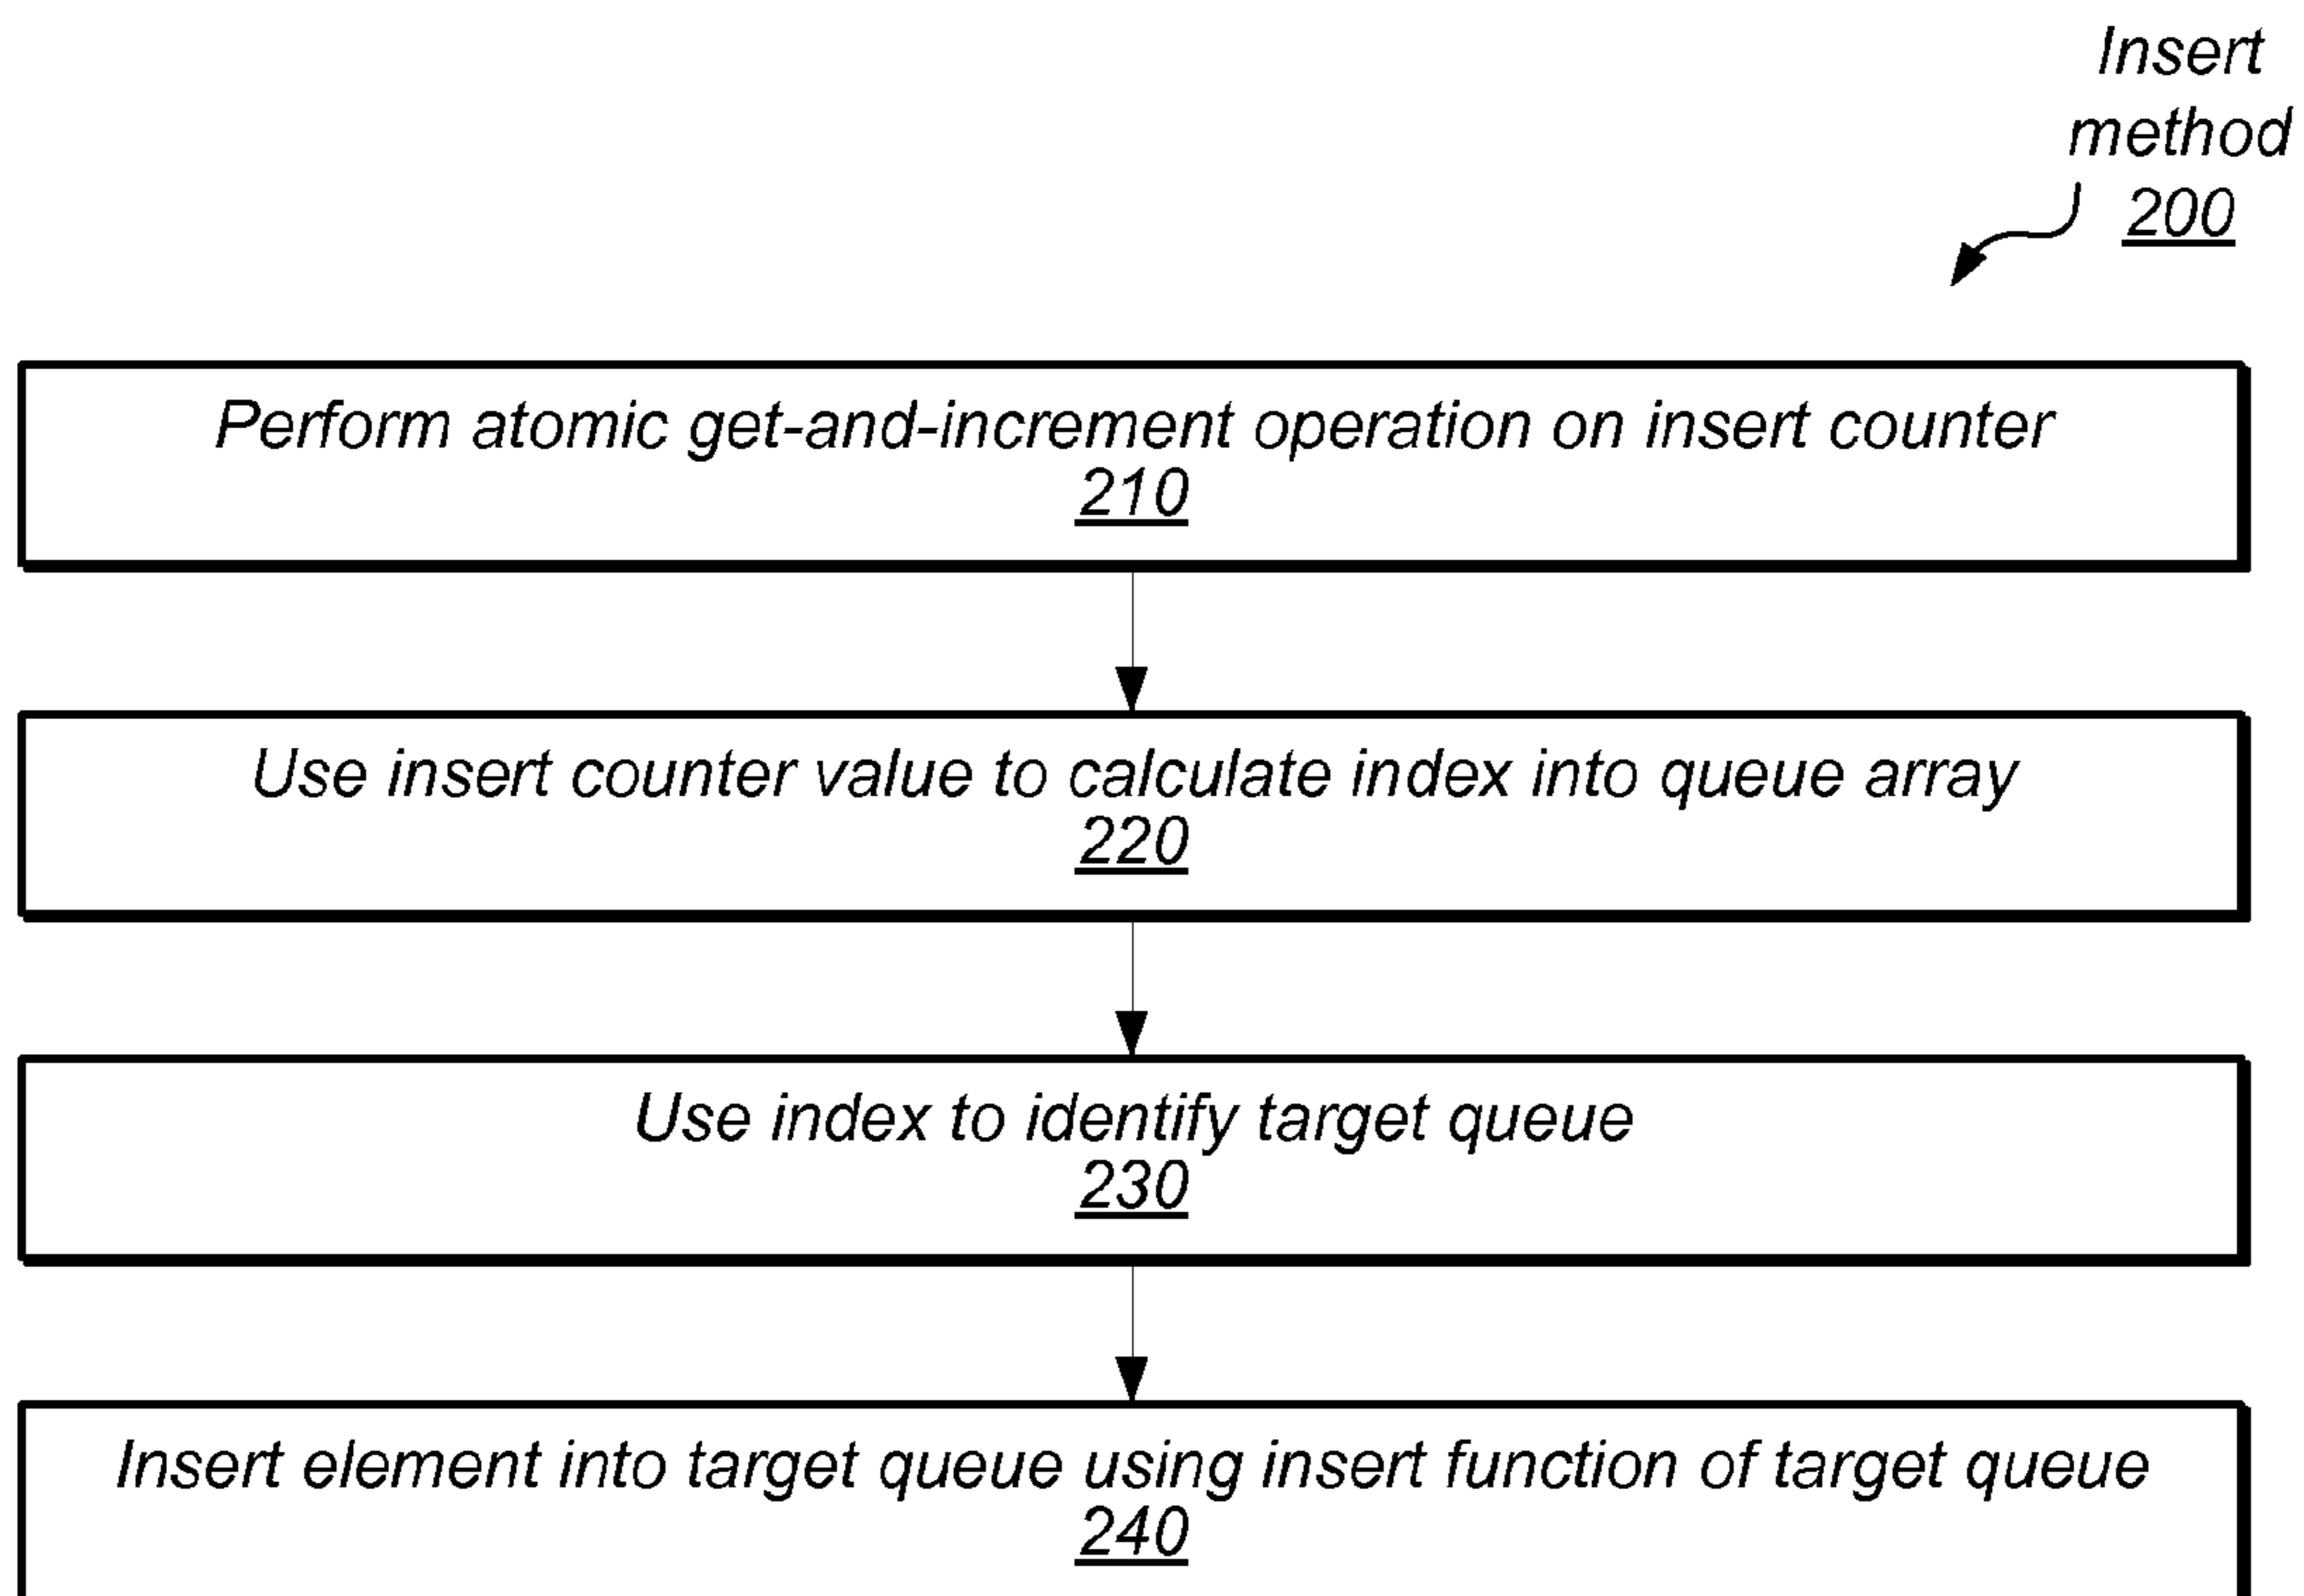 Insert
method
200
Perform atomic get-and-increment operation on insert counter
210
Use insert counter value to calculate index into queue array
220
Use index to identify target queue
230
Insert element into target queue using insert function of target queue
240